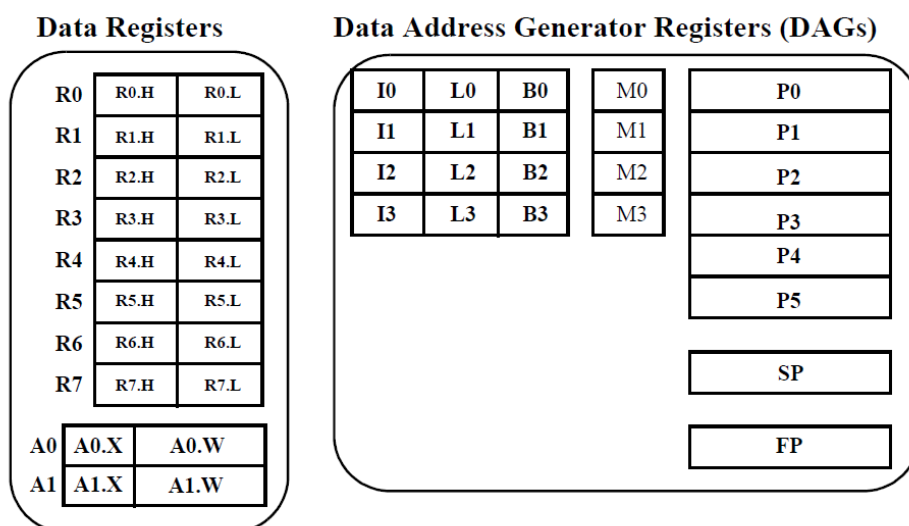 Data Registers
Data Address Generator Registers (DAGs)
R0 R0.H R0.L
R1 R1.H R1.L
R2 R2.H R2.L
R3 R3.H R3.L
R4 R4.H R4.L
R5 R5.H R5.L
R6 R6.H R6.L
R7 R7.H R7.L
A0 A0.X A0.W
A1 A1.X A1.W
I0 L0 B0 M0 P0
I1 L1 B1 M1 P1
I2 L2 B2 M2 P2
I3 L3 B3 M3 P3
P4
P5
SP
FP